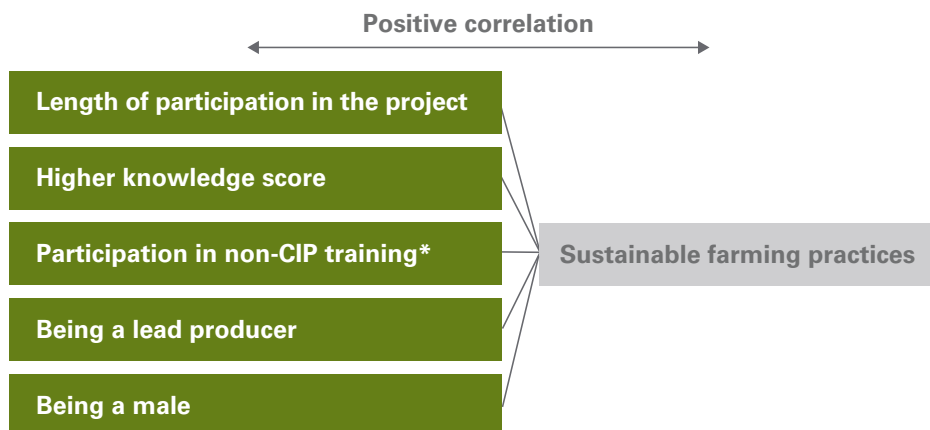 Positive correlation
Length of participation in the project
Higher knowledge score
Participation in non-CIP training*
Sustainable farming practices
Being a lead producer
Being a male